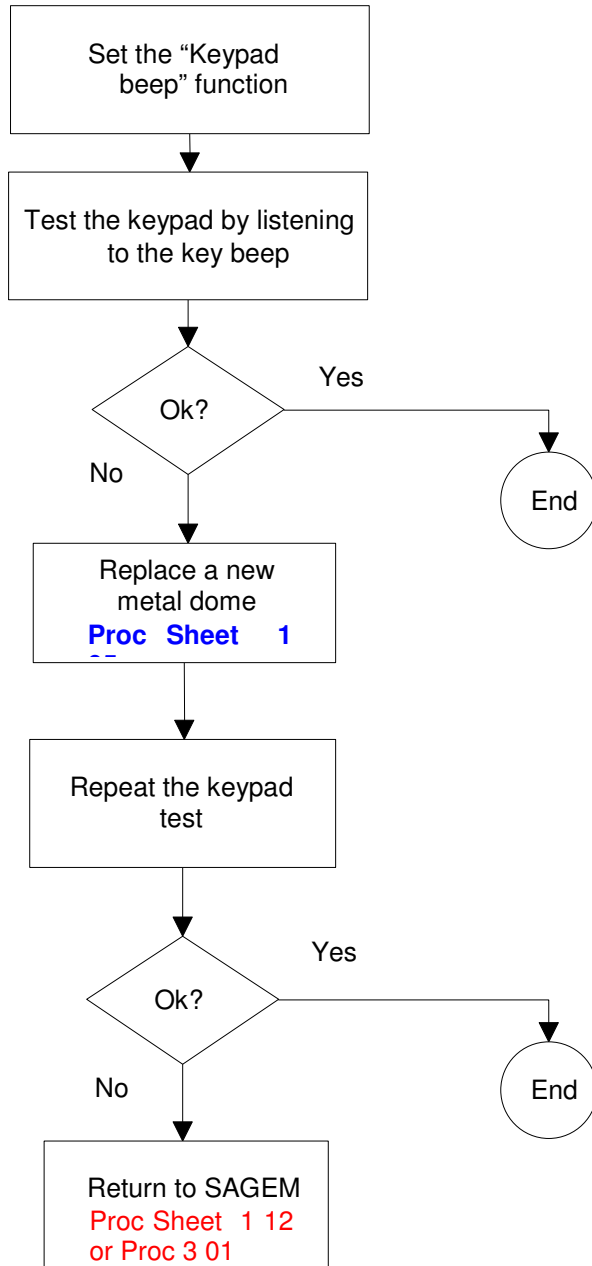 Set the “Keypad
beep” function
Test the keypad by listening
to the key beep
Ok?
Yes
No
End
Replace a new
metal dome
Proc Sheet 1
Repeat the keypad
test
Ok?
Yes
No
End
Return to SAGEM
Proc Sheet 1 12
or Proc 3 01